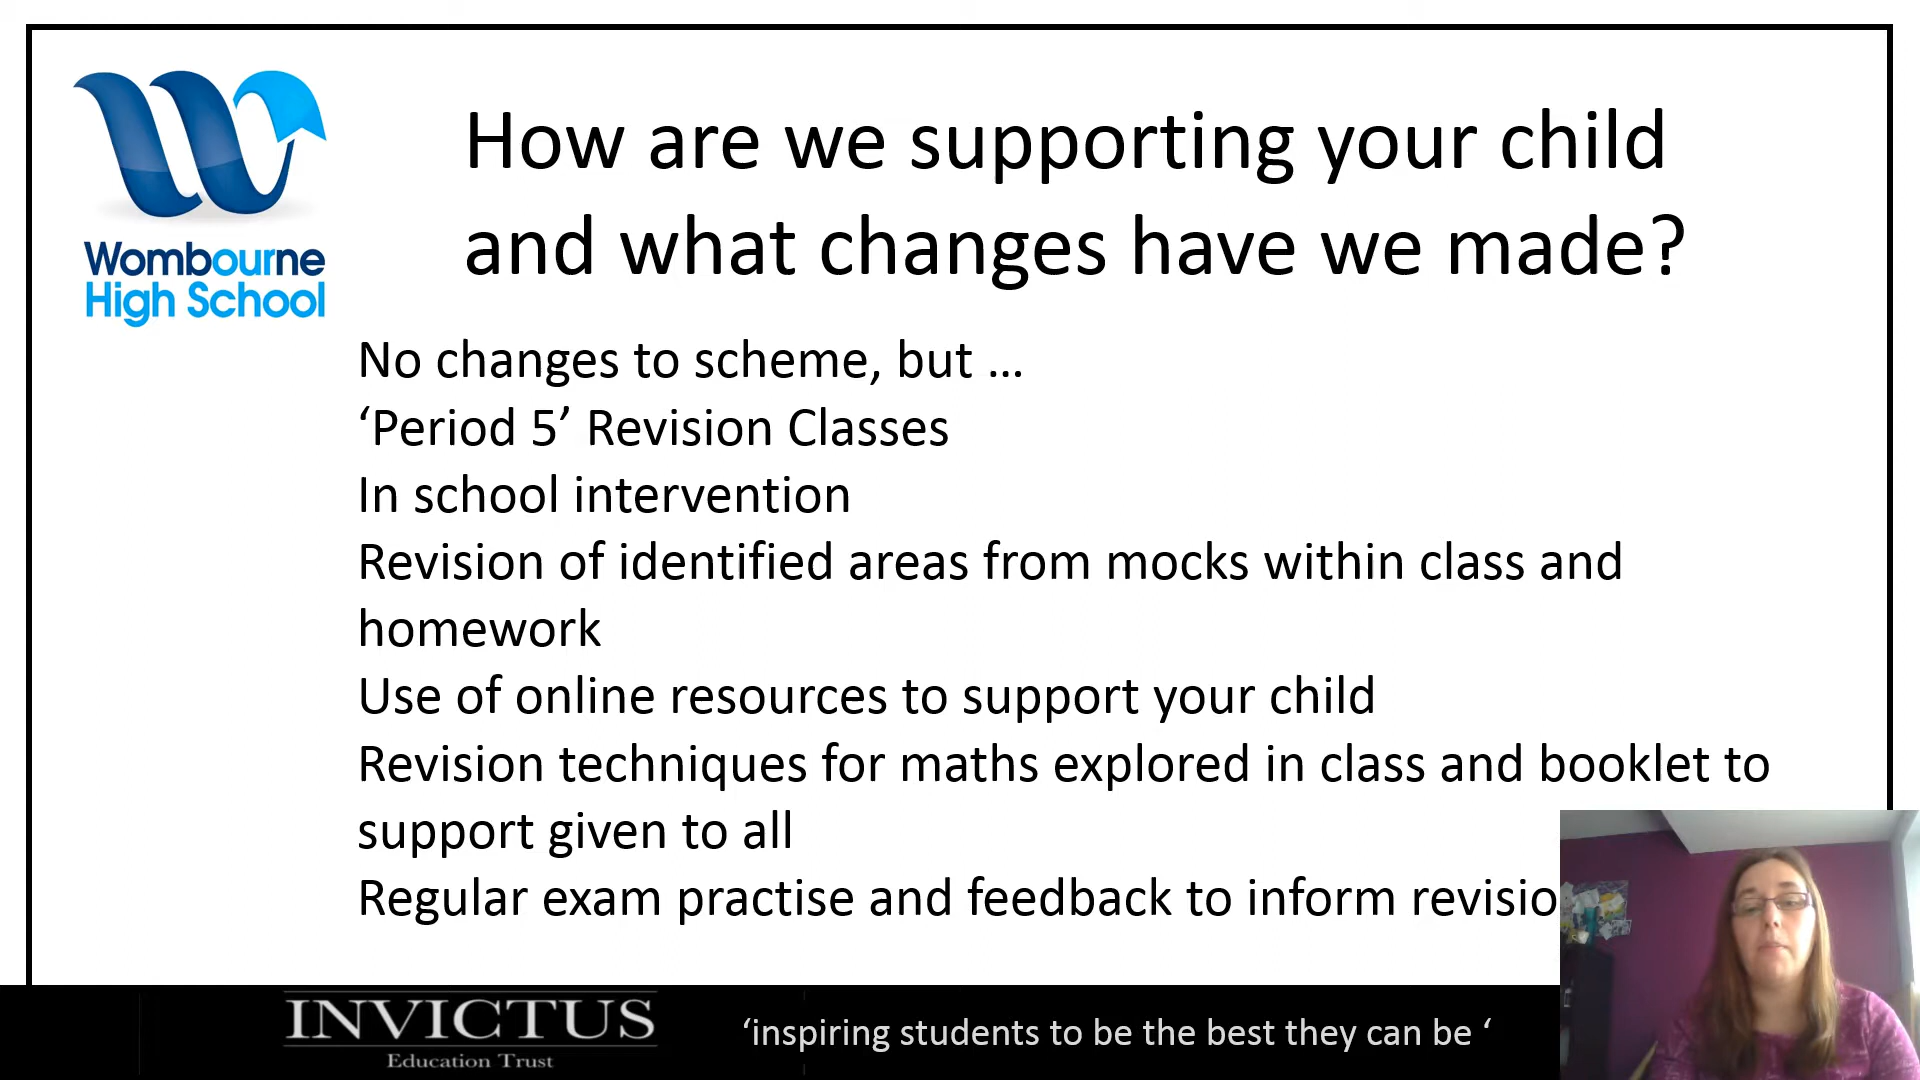 How are we supporting your child
and what changes have we made?
Wombourne
High School
No changes to scheme, but ...
‘Period 5’ Revision Classes
In school intervention
Revision of identified areas from mocks within class and
homework
Use of online resources to support your child
Revision techniques for maths explored in class and booklet to
support given to all
Regular exam practise and feedback to inform revisio
INVICTUS
Education Trust
‘inspiring students to be the best they can be ‘